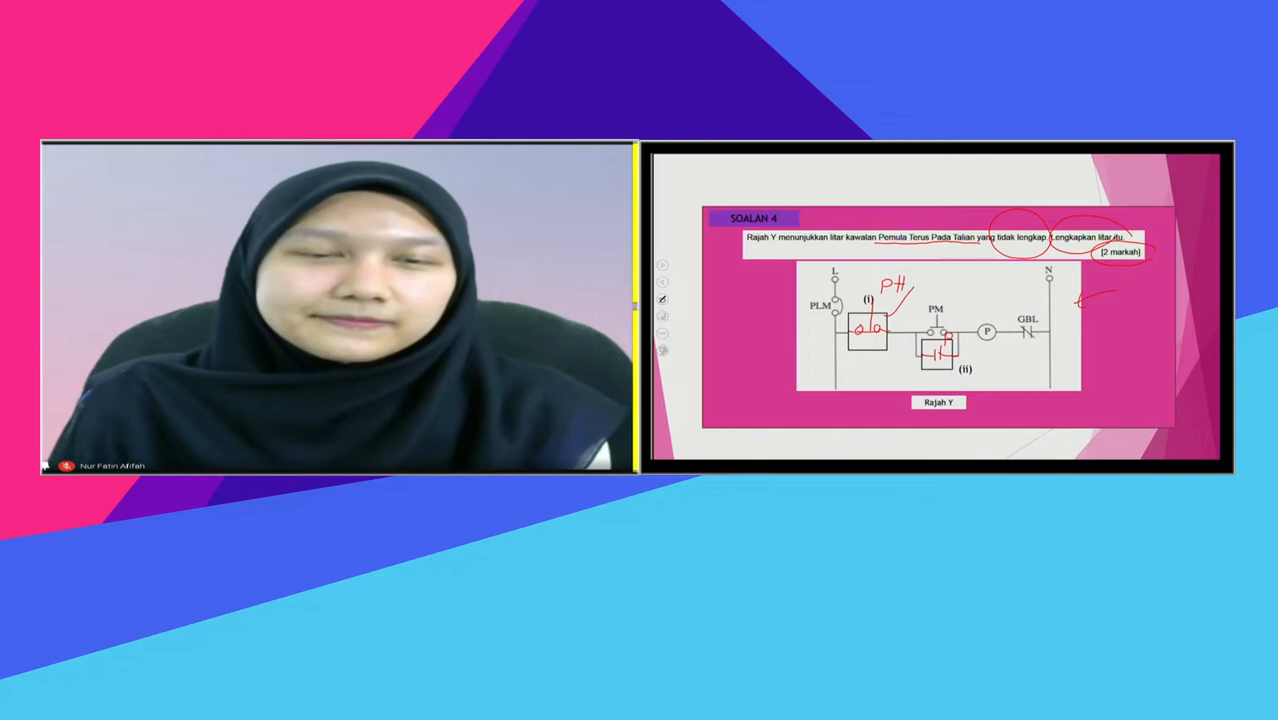 SOALAN 4
Rajah Y menunjukkan litar kawalan Pemula Terus Pada Talian yang tidak lengkap. Lengkapkan litar itu.
[2 markah]
L
N
PH
(i)
PLM
PM
GBL
P
P
(ii)
Rajah Y
Nur Fatin Afifah